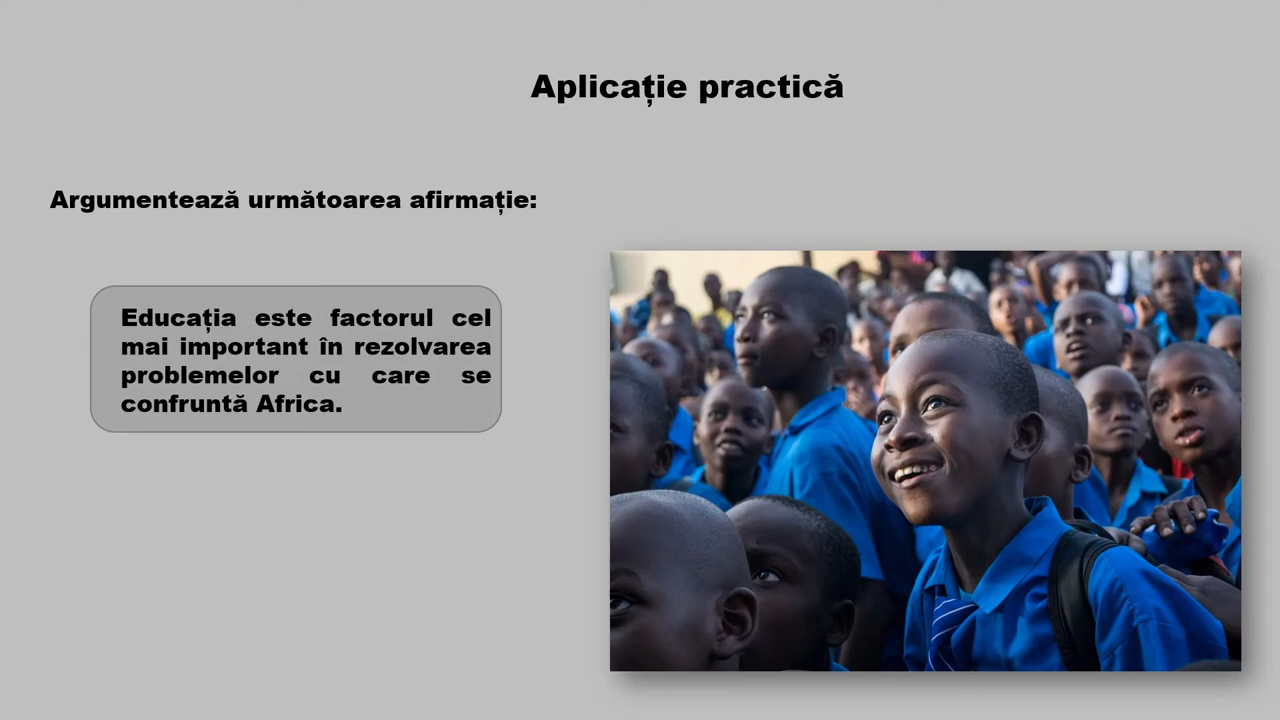 Aplicație practică
Argumentează următoarea afirmație:
Educația este factorul cel
mai important în rezolvarea
problemelor cu care se
confruntă Africa.